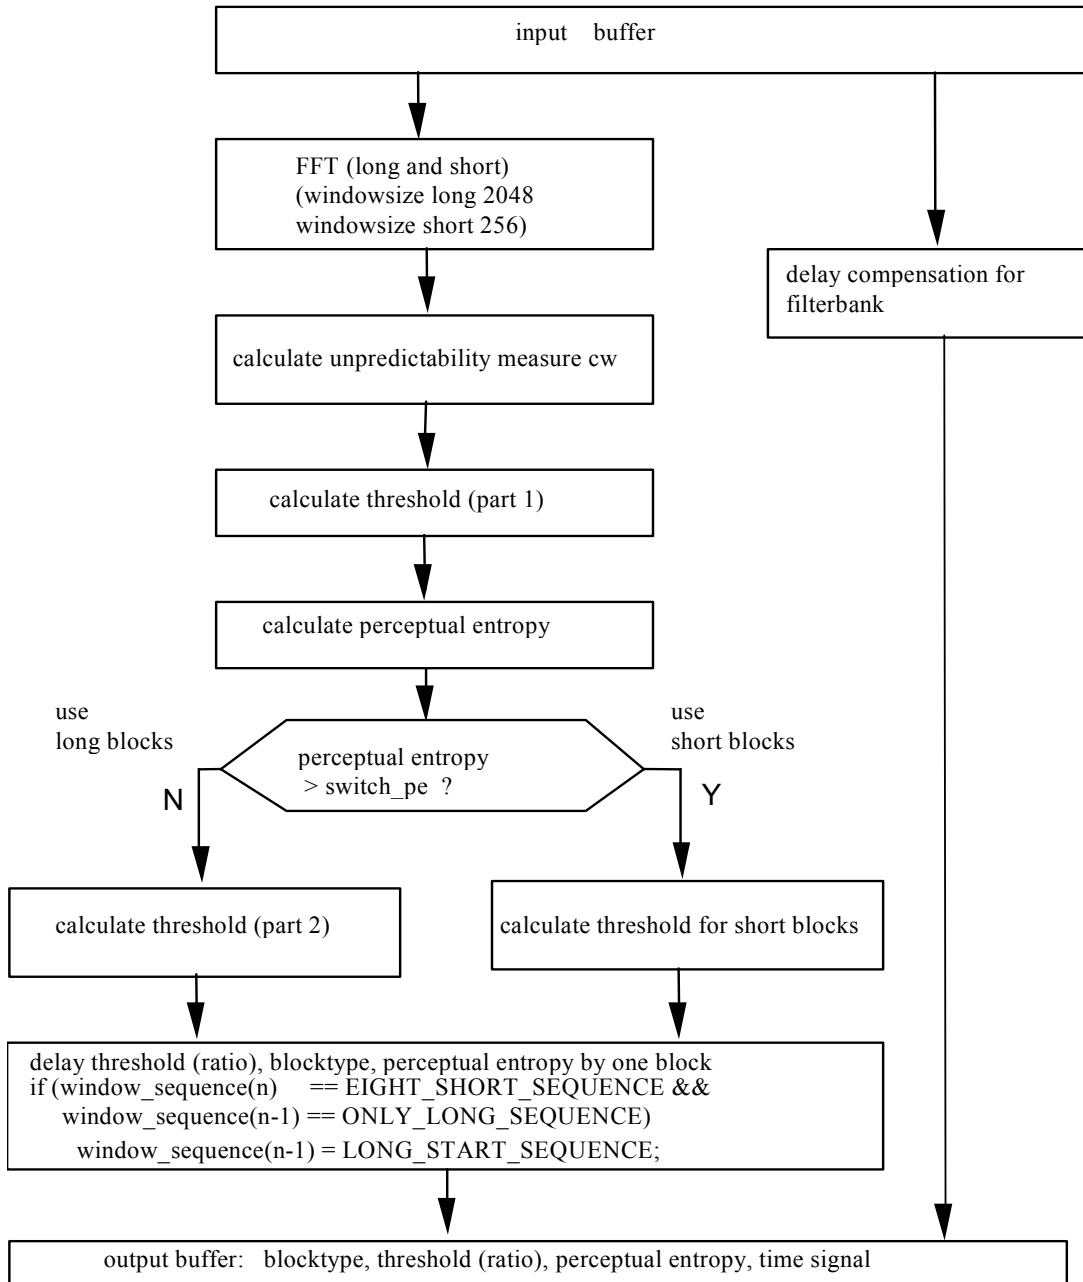 input buffer
FFT (long and short)
(windowsize long 2048
windowsize short 256)
delay compensation for
filterbank
calculate unpredictability measure cw
calculate threshold (part 1)
calculate perceptual entropy
use
long blocks
use
short blocks
perceptual entropy
> switch_pe ?
N
Y
calculate threshold (part 2)
calculate threshold for short blocks
delay threshold (ratio), blocktype, perceptual entropy by one block
if (window_sequence(n) == EIGHT_SHORT_SEQUENCE &&
window_sequence(n-1) == ONLY_LONG_SEQUENCE)
window_sequence(n-1) = LONG_START_SEQUENCE;
output buffer: blocktype, threshold (ratio), perceptual entropy, time signal